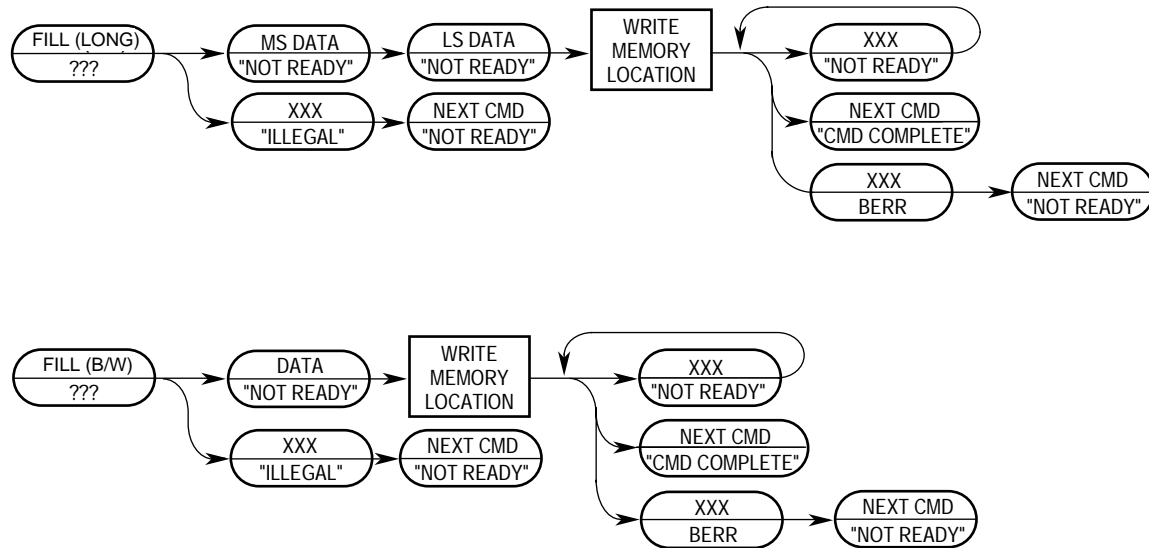 FILL (LONG)
???
MS DATA
"NOT READY"
LS DATA
"NOT READY"
WRITE
MEMORY
LOCATION
XXX
"NOT READY"
XXX
"ILLEGAL"
NEXT CMD
"NOT READY"
NEXT CMD
"CMD COMPLETE"
XXX
BERR
NEXT CMD
"NOT READY"
FILL (B/W)
???
DATA
"NOT READY"
WRITE
MEMORY
LOCATION
XXX
"NOT READY"
XXX
"ILLEGAL"
NEXT CMD
"NOT READY"
NEXT CMD
"CMD COMPLETE"
XXX
BERR
NEXT CMD
"NOT READY"